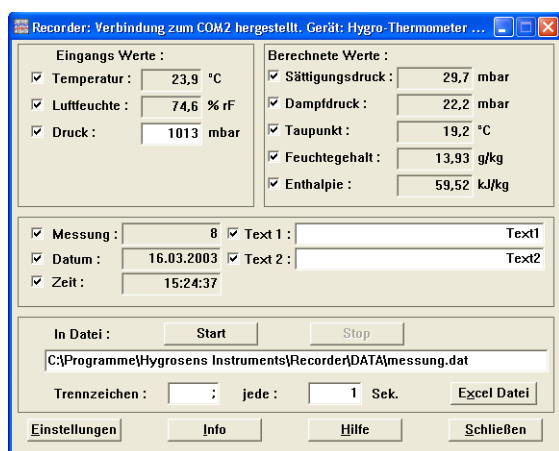 Recorder: Verbindung zum COM2 hergestellt. Gerät: Hygro-Thermometer ...
Eingangs Werte :
Temperatur : 23,9 °C
Luftfeuchte : 74,6 % rF
Druck : 1013 mbar
Berechnete Werte :
Sättigungsdruck : 29,7 mbar
Dampfdruck : 22,2 mbar
Taupunkt : 19,2 °C
Feuchtegehalt : 13,93 g/kg
Enthalpie : 59,52 kJ/kg
Messung : 8 Text 1 : Text1
Datum : 16.03.2003 Text 2 : Text2
Zeit : 15:24:37
In Datei : Start Stop
C:\Programme\Hygrosens Instruments\Recorder\DATA\messung.dat
Trennzeichen : ; jede : 1 Sek. Excel Datei
Einstellungen Info Hilfe Schließen